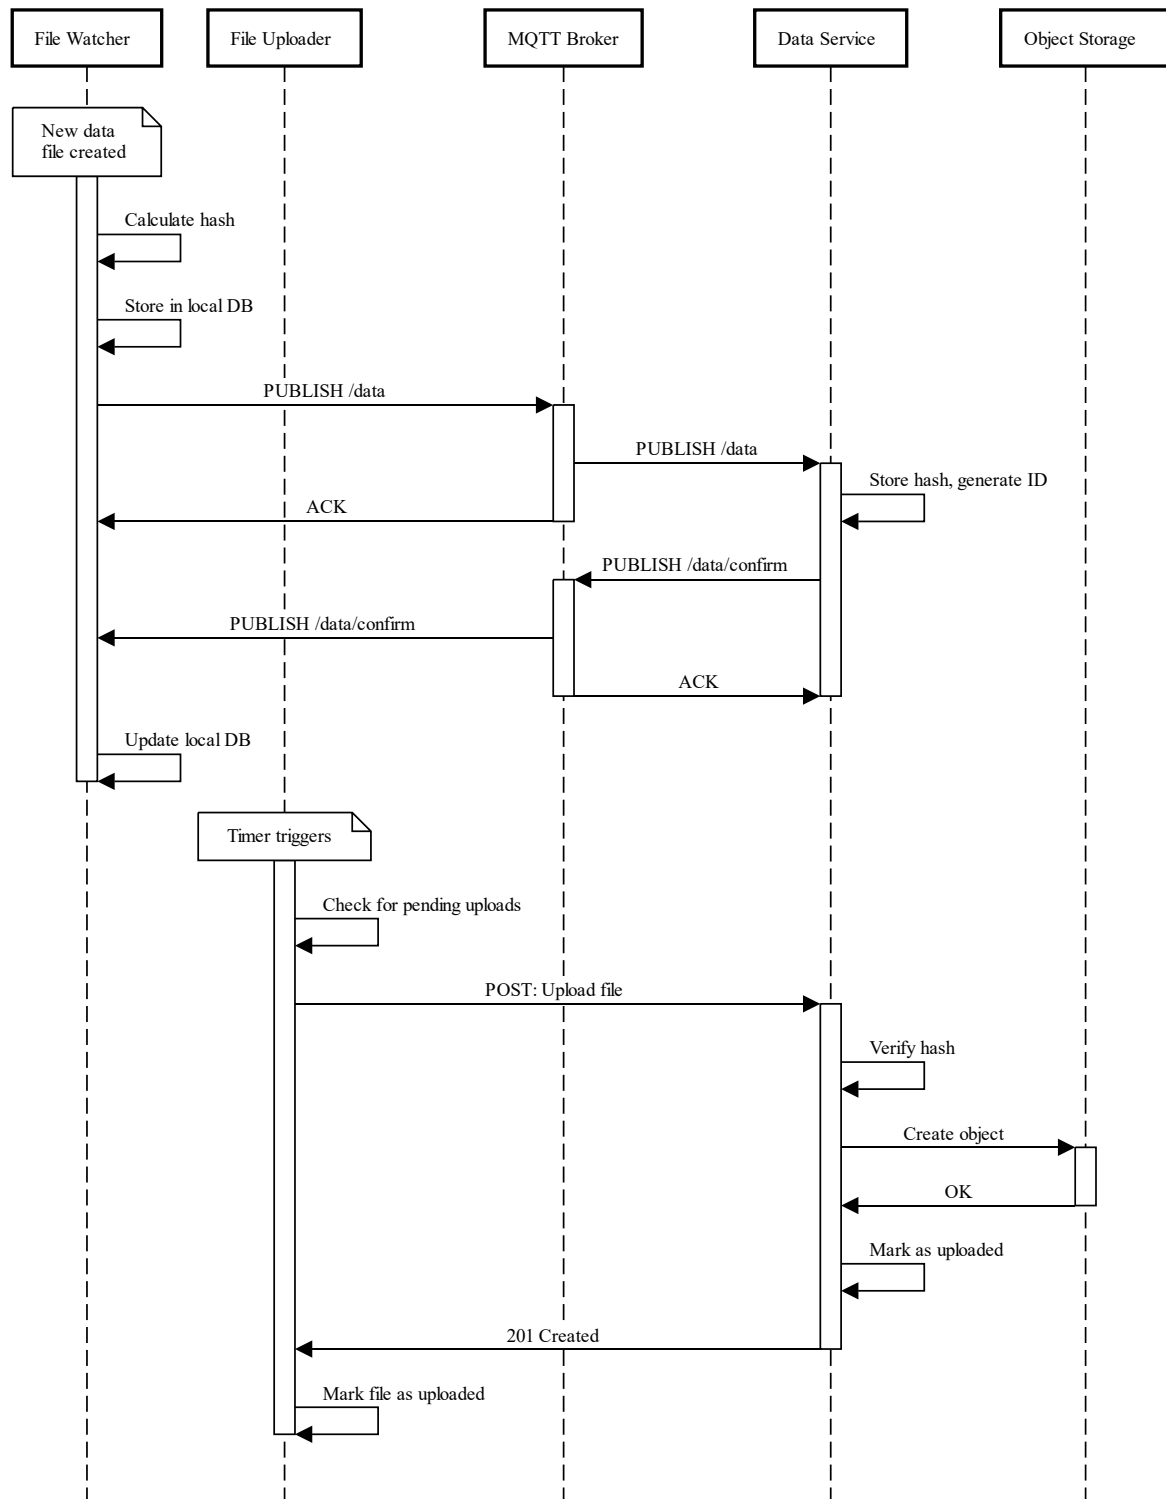 File Watcher
File Uploader
MQTT Broker
Data Service
Object Storage
New data
file created
Calculate hash
Store in local DB
PUBLISH /data
PUBLISH /data
Store hash, generate ID
ACK
PUBLISH /data/confirm
PUBLISH /data/confirm
ACK
Update local DB
Timer triggers
Check for pending uploads
POST: Upload file
Verify hash
Create object
OK
Mark as uploaded
201 Created
Mark file as uploaded